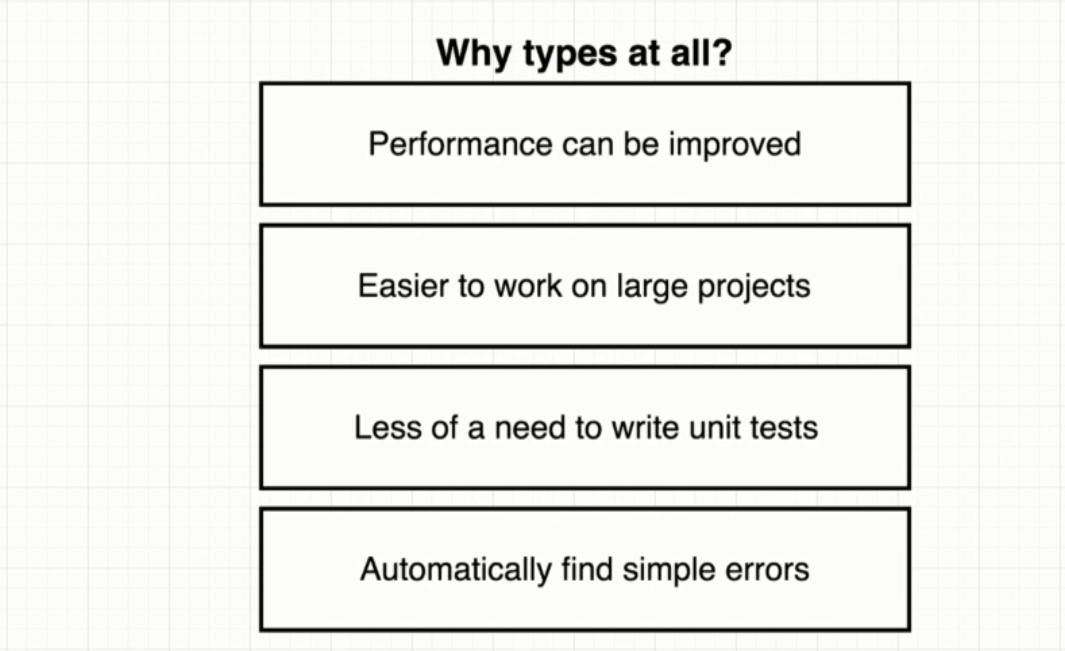 Why types at all?
Performance can be improved
Easier to work on large projects
Less of a need to write unit tests
Automatically find simple errors